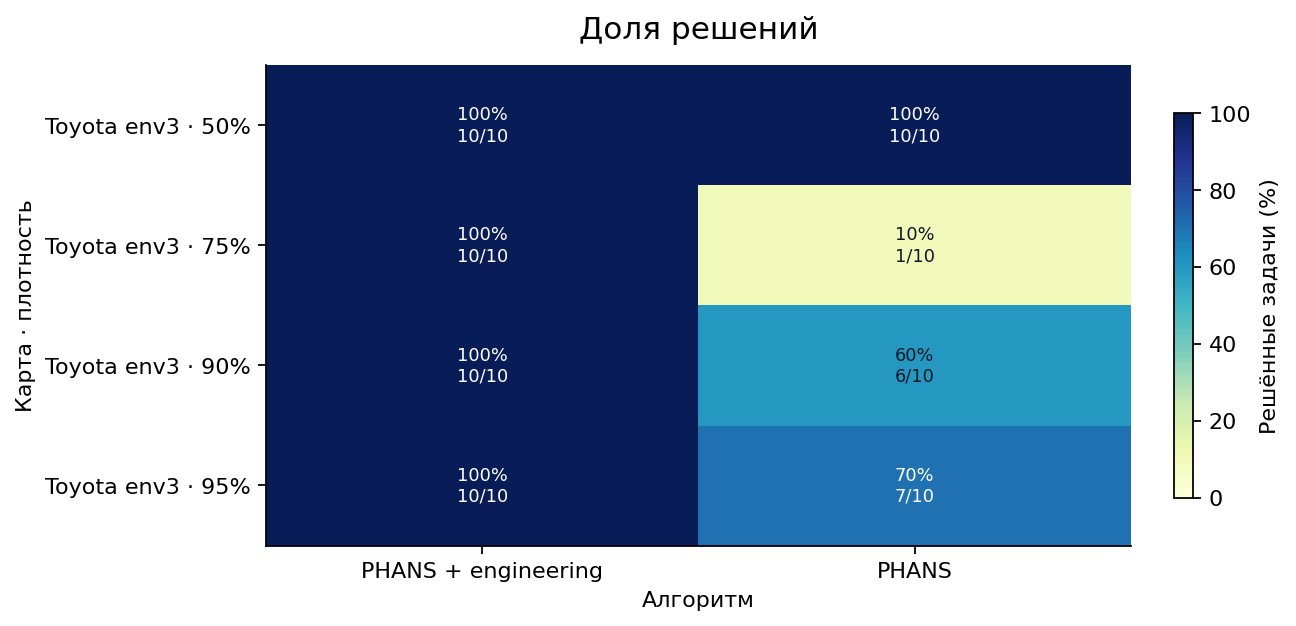 Доля решений
Карта · плотность
Toyota env3 · 50%
100%
10/10
100%
10/10
Toyota env3 · 75%
100%
10/10
10%
1/10
Toyota env3 · 90%
100%
10/10
60%
6/10
Toyota env3 · 95%
100%
10/10
70%
7/10
PHANS + engineering
PHANS
Алгоритм
100
80
60
40
20
0
Решённые задачи (%)